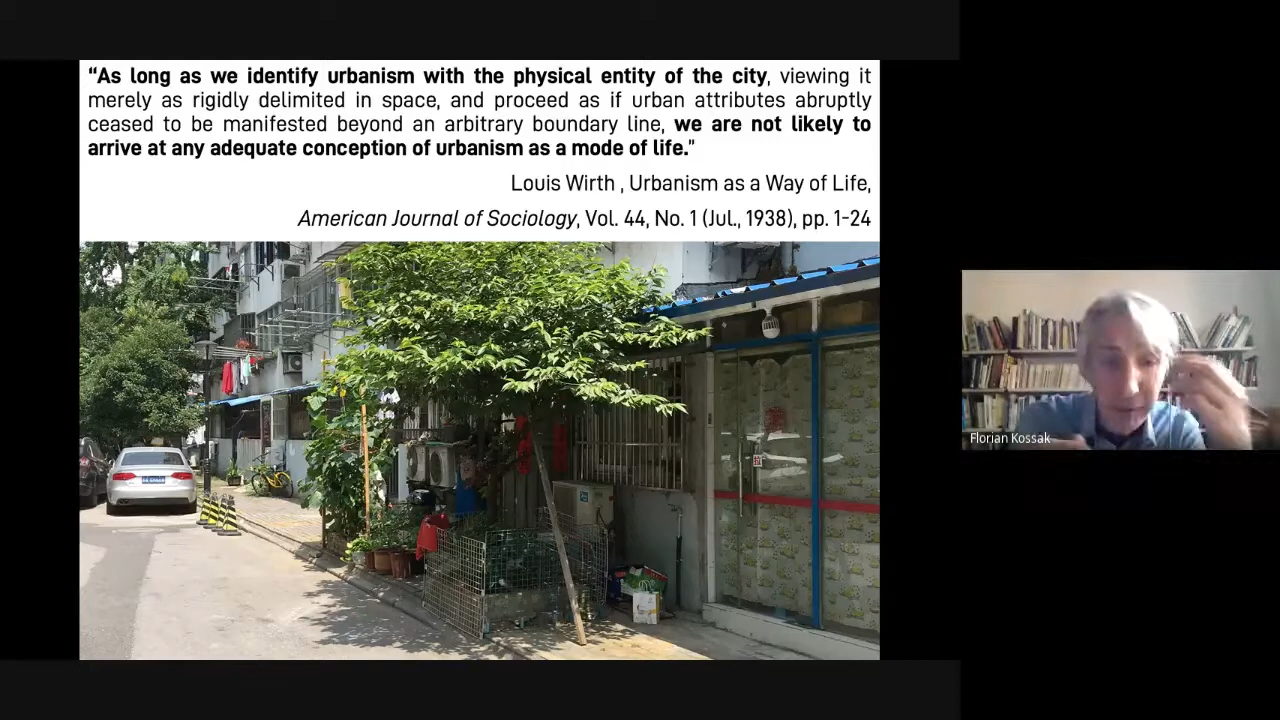 “As long as we identify urbanism with the physical entity of the city, viewing it
merely as rigidly delimited in space, and proceed as if urban attributes abruptly
ceased to be manifested beyond an arbitrary boundary line, we are not likely to
arrive at any adequate conception of urbanism as a mode of life.”
Louis Wirth , Urbanism as a Way of Life,
American Journal of Sociology, Vol. 44, No. 1 (Jul., 1938), pp. 1-24
Florian Kossak